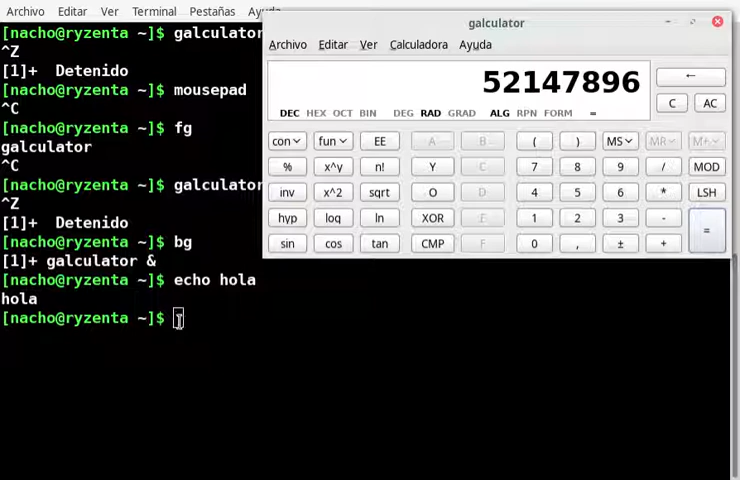 Archivo Editar Ver Terminal Pestañas Ayuda
[nacho@ryzenta ~]$ galculator
^Z
[1]+ Detenido
[nacho@ryzenta ~]$ mousepad
^C
[nacho@ryzenta ~]$ fg
galculator
^C
[nacho@ryzenta ~]$ galculator
^Z
[1]+ Detenido
[nacho@ryzenta ~]$ bg
[1]+ galculator &
[nacho@ryzenta ~]$ echo hola
hola
[nacho@ryzenta ~]$
galculator
Archivo Editar Ver Calculadora Ayuda
52147896
←
DEC HEX OCT BIN DEG RAD GRAD ALG RPN FORM =
C AC
con fun EE A B ( ) MS MR M+
% x^y n! Y C 7 8 9 / MOD
inv x^2 sqrt O D 4 5 6 * LSH
hyp log ln XOR E 1 2 3 - =
sin cos tan CMP F 0 , ± +